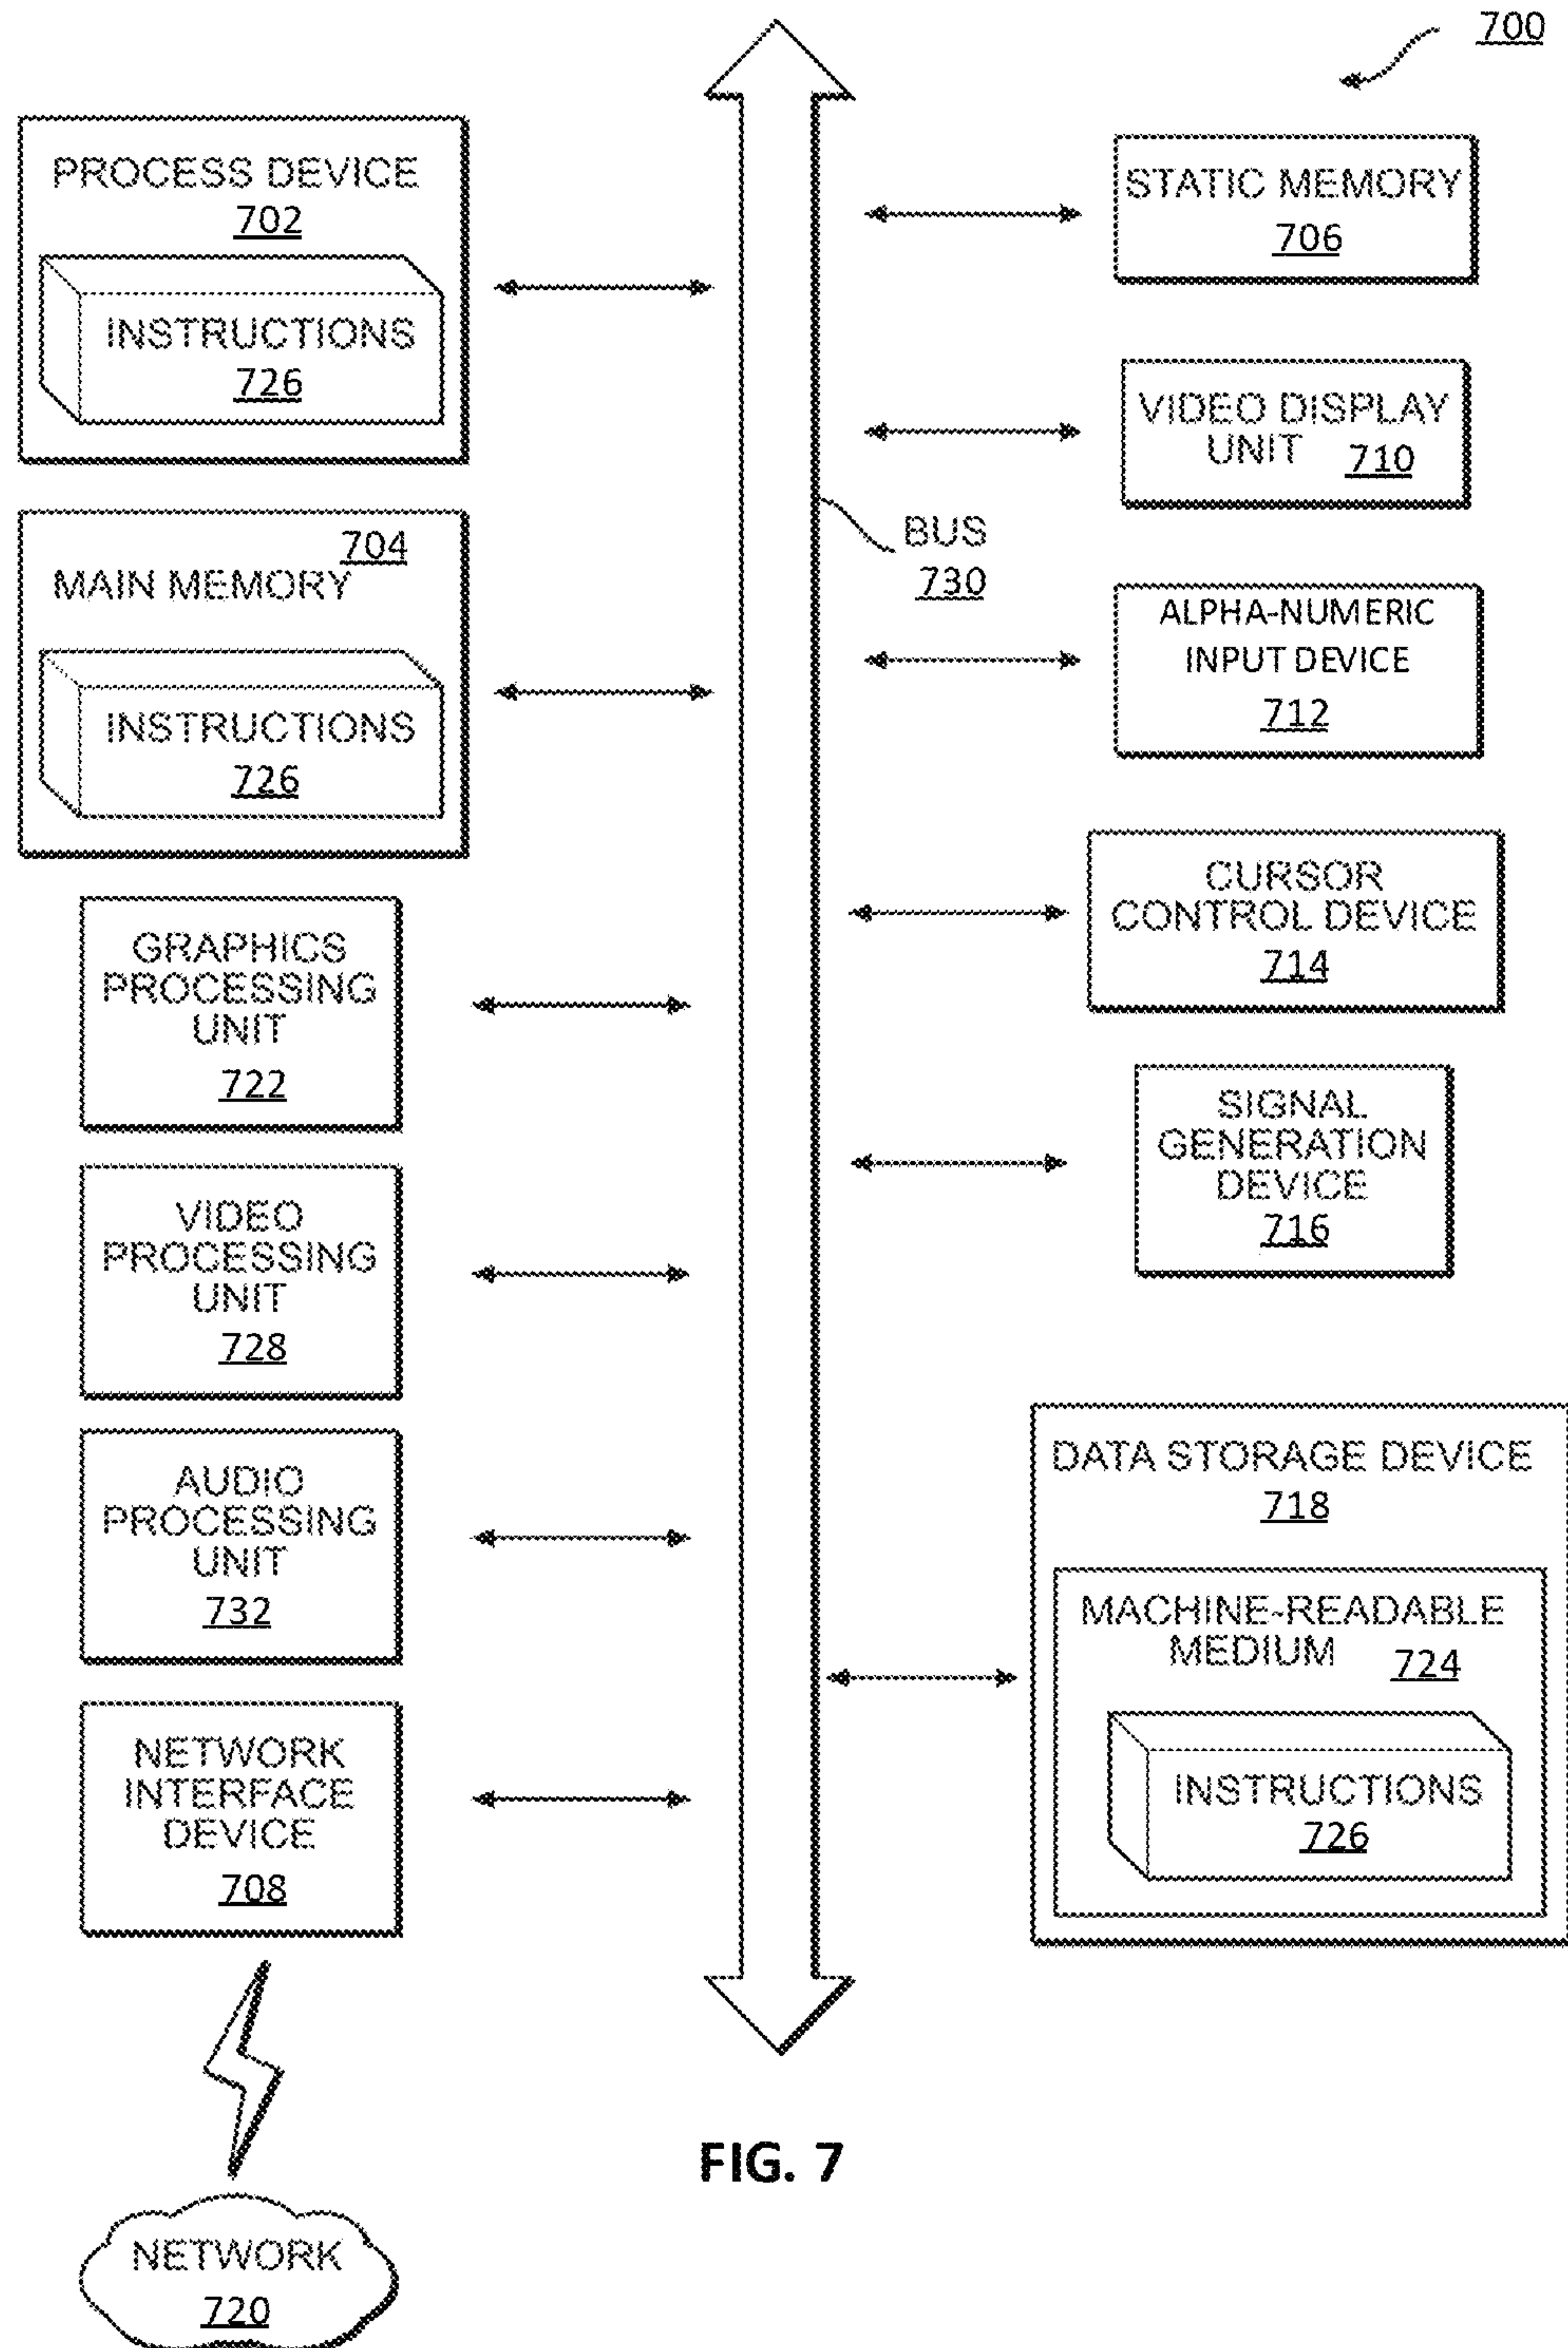 700
PROCESS DEVICE
702
INSTRUCTIONS
726
MAIN MEMORY
704
INSTRUCTIONS
726
GRAPHICS
PROCESSING
UNIT
722
VIDEO
PROCESSING
UNIT
728
AUDIO
PROCESSING
UNIT
732
NETWORK
INTERFACE
DEVICE
708
NETWORK
720
BUS
730
STATIC MEMORY
706
VIDEO DISPLAY
UNIT 710
ALPHA-NUMERIC
INPUT DEVICE
712
CURSOR
CONTROL DEVICE
714
SIGNAL
GENERATION
DEVICE
716
DATA STORAGE DEVICE
718
MACHINE-READABLE
MEDIUM 724
INSTRUCTIONS
726
FIG. 7